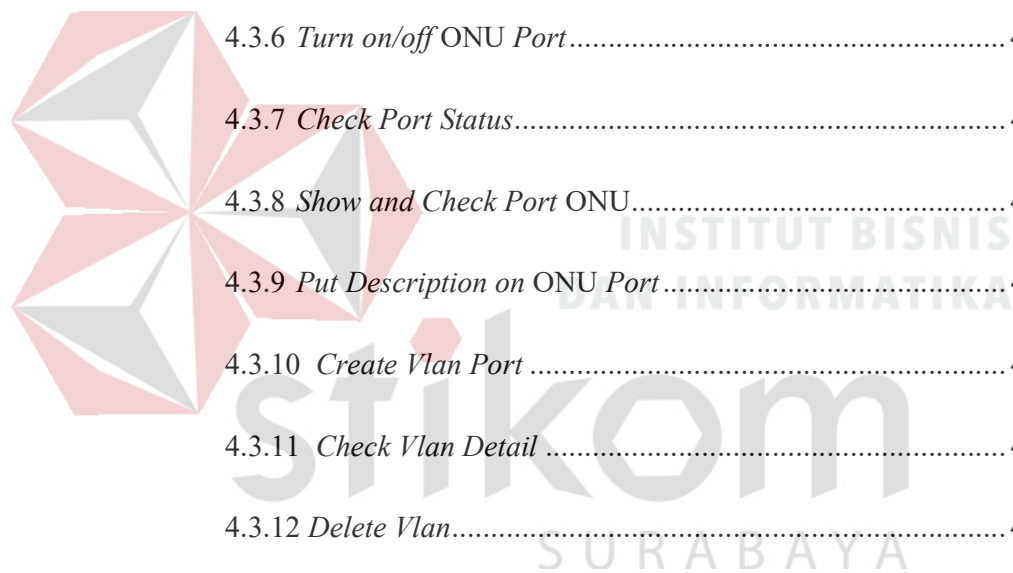 4.3.6 Turn on/off ONU Port..........................................................................
4.3.7 Check Port Status..................................................................................
4.3.8 Show and Check Port ONU...............................................................
INSTITUT BISNIS
4.3.9 Put Description on ONU Port..........................................................
DAN INFORMATIKA
4.3.10 Create Vlan Port ................................................................................
stikom
4.3.11 Check Vlan Detail .............................................................................
4.3.12 Delete Vlan...........................................................................................
SURABAYA